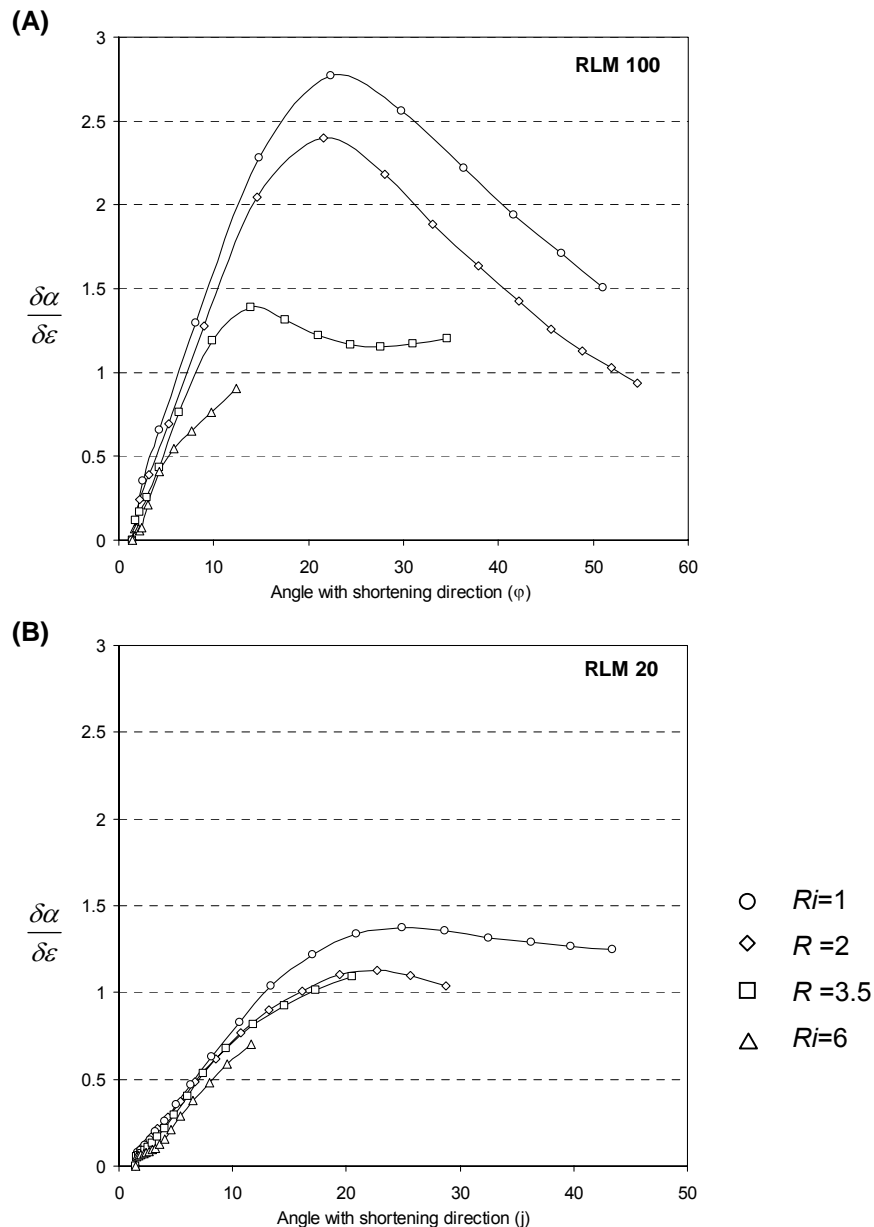 (A)
3
RLM 100
2.5
2
1.5
δα
δε
1
0.5
0
0 10 20 30 40 50 60
Angle with shortening direction (φ)
(B)
3
RLM 20
2.5
2
1.5
δα
δε
1
0.5
0
0 10 20 30 40 50
Angle with shortening direction (j)
Ri=1
R =2
R =3.5
Ri=6